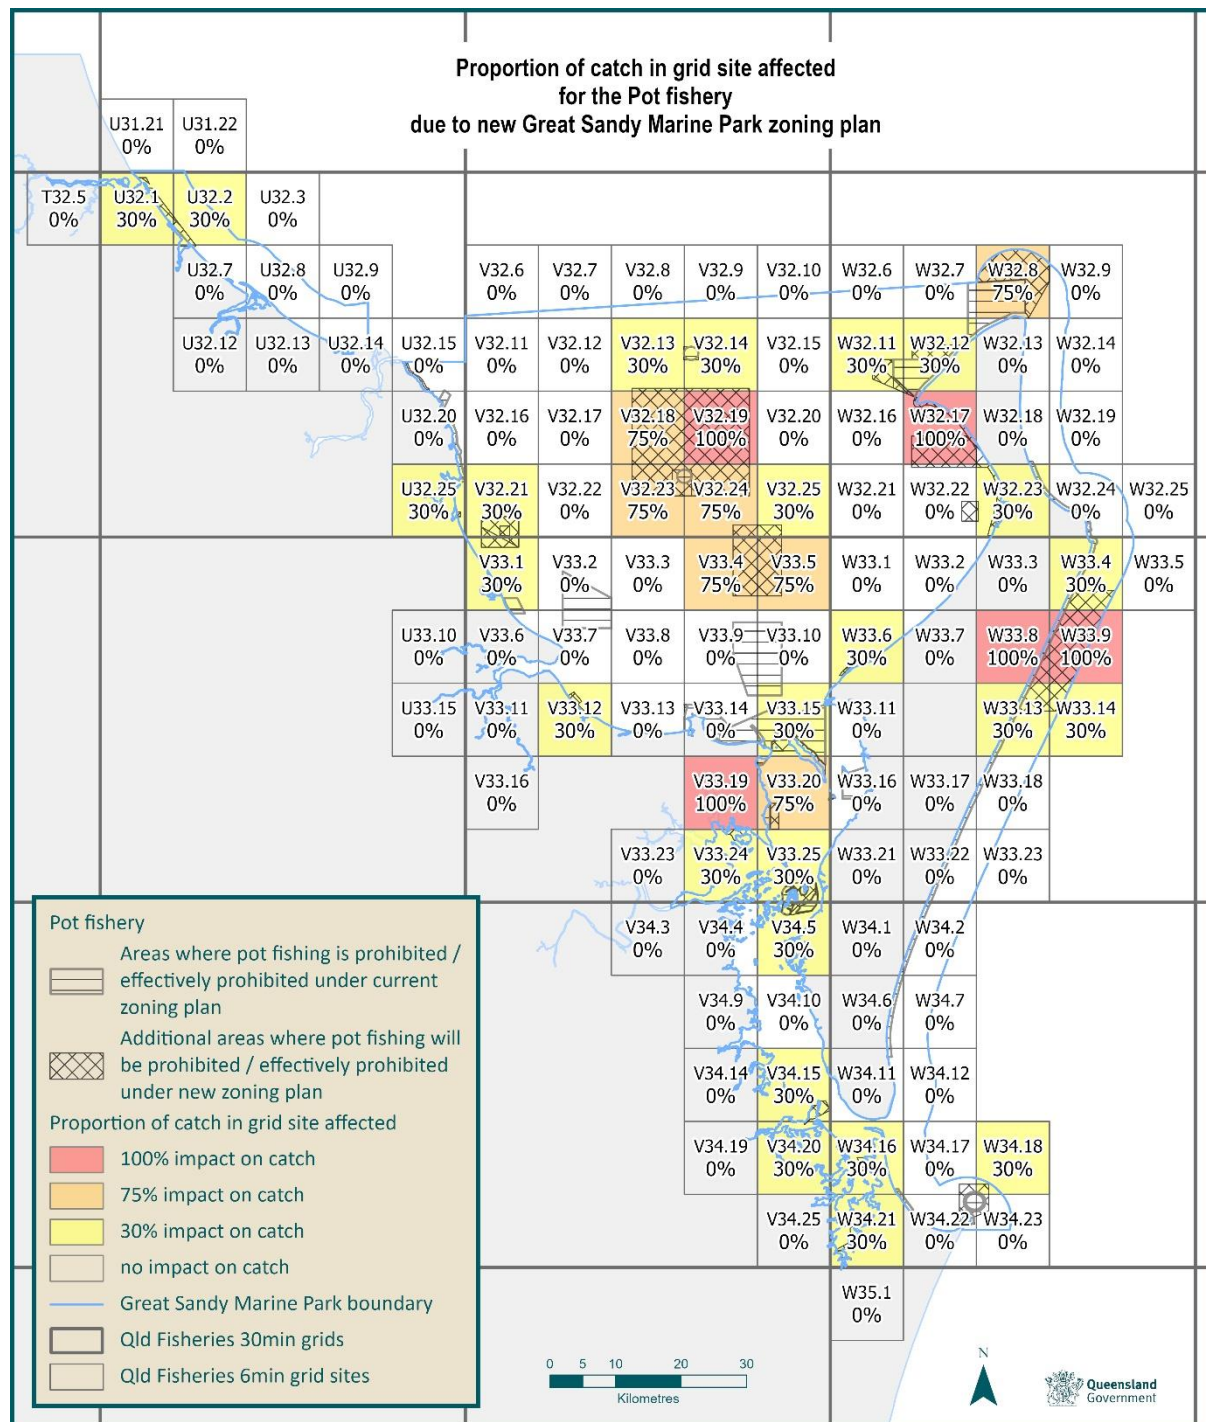 Proportion of catch in grid site affected
for the Pot fishery
due to new Great Sandy Marine Park zoning plan
U31.21 U31.22
0% 0%
T32.5 U32.1 U32.2 U32.3
0% 30% 30% 0%
U32.7 U32.8 U32.9 V32.6 V32.7 V32.8 V32.9 V32.10 W32.6 W32.7 W32.8 W32.9
0% 0% 0% 0% 0% 0% 0% 0% 0% 0% 75% 0%
U32.12 U32.13 U32.14 U32.15 V32.11 V32.12 V32.13 V32.14 V32.15 W32.11 W32.12 W32.13 W32.14
0% 0% 0% 0% 0% 0% 30% 30% 0% 30% 30% 0% 0%
U32.20 V32.16 V32.17 V32.18 V32.19 V32.20 W32.16 W32.17 W32.18 W32.19
0% 0% 0% 75% 100% 0% 0% 100% 0% 0%
U32.25 V32.21 V32.22 V32.23 V32.24 V32.25 W32.21 W32.22 W32.23 W32.24 W32.25
30% 30% 0% 75% 75% 30% 0% 0% 30% 0% 0%
V33.1 V33.2 V33.3 V33.4 V33.5 W33.1 W33.2 W33.3 W33.4 W33.5
30% 0% 0% 75% 75% 0% 0% 0% 30% 0%
U33.10 V33.6 V33.7 V33.8 V33.9 V33.10 W33.6 W33.7 W33.8 W33.9
0% 0% 0% 0% 0% 0% 30% 0% 100% 100%
U33.15 V33.11 V33.12 V33.13 V33.14 V33.15 W33.11 W33.13 W33.14
0% 0% 30% 0% 0% 30% 0% 30% 30%
V33.16 V33.19 V33.20 W33.16 W33.17 W33.18
0% 100% 75% 0% 0% 0%
V33.23 V33.24 V33.25 W33.21 W33.22 W33.23
0% 30% 30% 0% 0% 0%
V34.3 V34.4 V34.5 W34.1 W34.2
0% 0% 30% 0% 0%
V34.9 V34.10 W34.6 W34.7
0% 0% 0% 0%
V34.14 V34.15 W34.11 W34.12
0% 30% 0% 0%
V34.19 V34.20 W34.16 W34.17 W34.18
0% 30% 30% 0% 30%
V34.25 W34.21 W34.22 W34.23
0% 30% 0% 0%
W35.1
0%
Pot fishery
Areas where pot fishing is prohibited /
effectively prohibited under current
zoning plan
Additional areas where pot fishing will
be prohibited / effectively prohibited
under new zoning plan
Proportion of catch in grid site affected
100% impact on catch
75% impact on catch
30% impact on catch
no impact on catch
Great Sandy Marine Park boundary
Qld Fisheries 30min grids
Qld Fisheries 6min grid sites
0 5 10 20 30
Kilometres
N
Queensland
Government